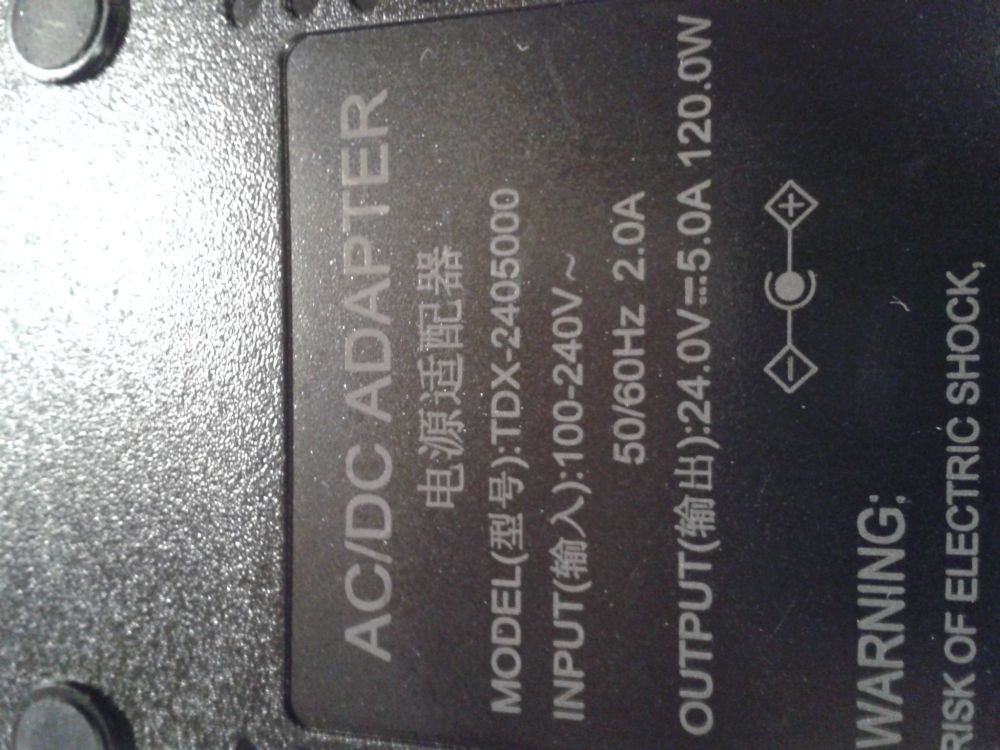 AC/DC ADAPTER
电源适配器
MODEL(型号):TDX-2405000
INPUT(输入):100-240V~
50/60Hz 2.0A
OUTPUT(输出):24.0V⎓5.0A 120.0W
WARNING:
RISK OF ELECTRIC SHOCK,